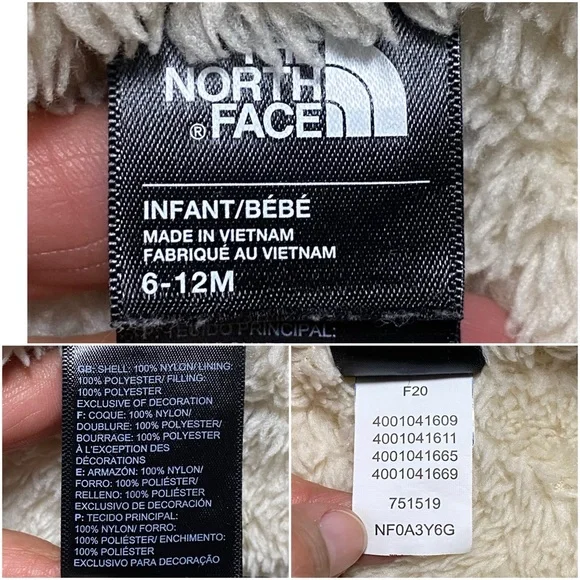 THE
NORTH
® FACE
INFANT/BÉBÉ
MADE IN VIETNAM
FABRIQUÉ AU VIETNAM
6-12M
P: TECIDO PRINCIPAL:
GB: SHELL: 100% NYLON/ LINING:
100% POLYESTER/ FILLING:
100% POLYESTER
EXCLUSIVE OF DECORATION
F: COQUE: 100% NYLON/
DOUBLURE: 100% POLYESTER/
BOURRAGE: 100% POLYESTER
À L'EXCEPTION DES
DÉCORATIONS
E: ARMAZÓN: 100% NYLON/
FORRO: 100% POLIÉSTER/
RELLENO: 100% POLIÉSTER
EXCLUSIVO DE DECORACIÓN
P: TECIDO PRINCIPAL:
100% NYLON/ FORRO:
100% POLIÉSTER/ ENCHIMENTO:
100% POLIÉSTER
EXCLUSIVO PARA DECORAÇÃO
F20
4001041609
4001041611
4001041665
4001041669
751519
NF0A3Y6G